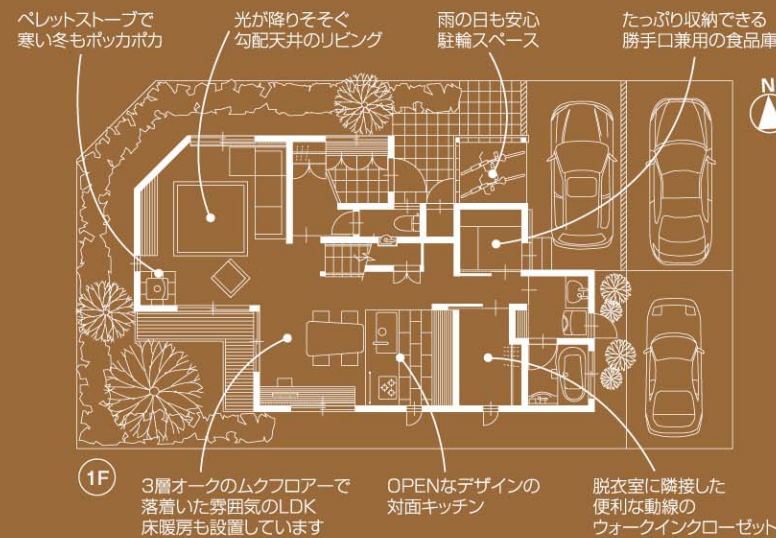 ペレットストーブで
寒い冬もポッカポカ
光が降りそそぐ
勾配天井のリビング
雨の日も安心
駐輪スペース
たっぷり収納できる
勝手口兼用の食品庫
N
1F
3層オークのムクフロアーで
落着いた雰囲気のLDK
床暖房も設置しています
OPENなデザインの
対面キッチン
脱衣室に隣接した
便利な動線の
ウォークインクローゼット